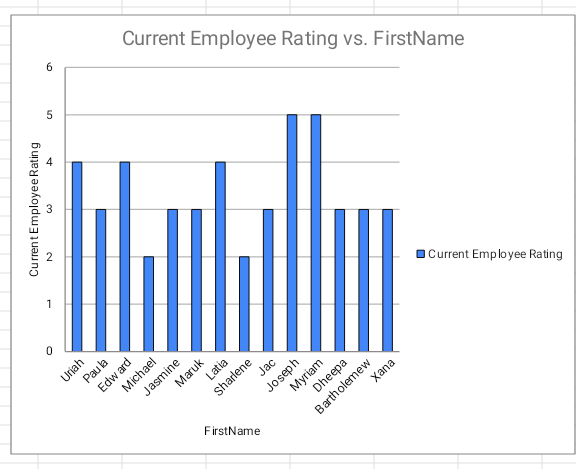 Current Employee Rating vs. FirstName
6
5
4
3
2
1
0
Current Employee Rating
Uriah
Paula
Edward
Michael
Jasmine
Maruk
Latia
Sharlene
Jac
Joseph
Myriam
Dheepa
Bartholemew
Xana
FirstName
Current Employee Rating